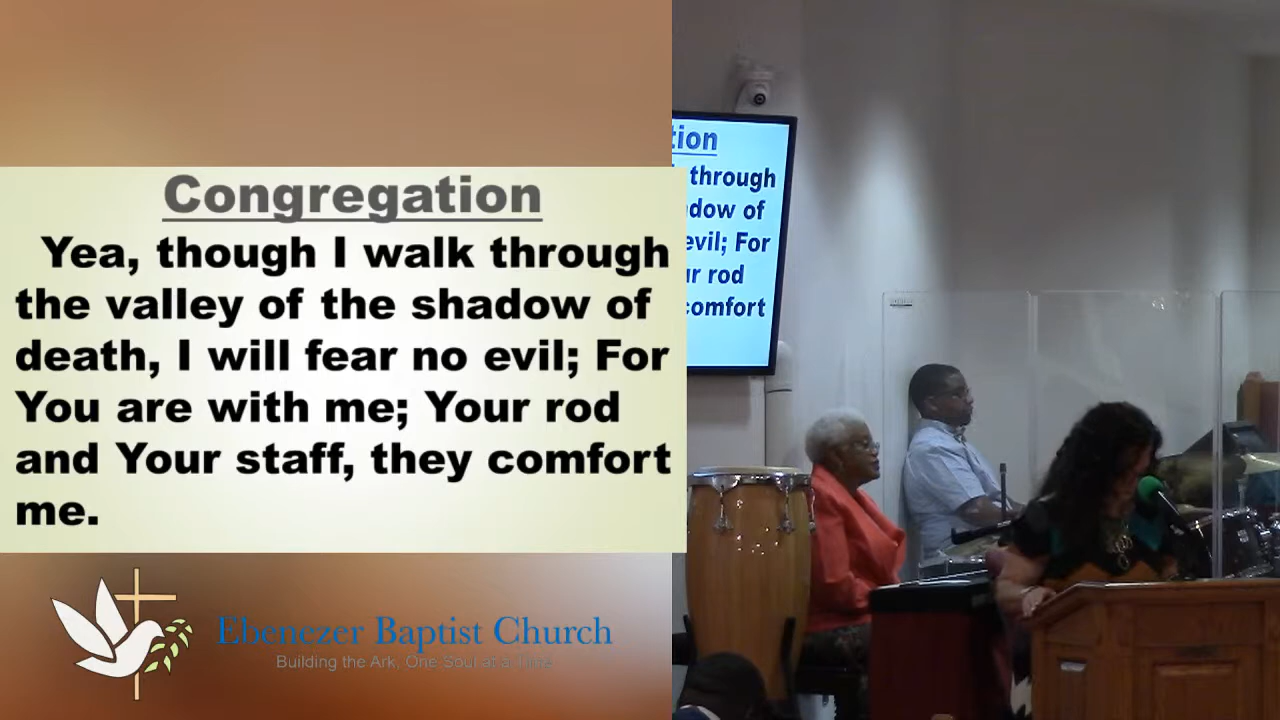 Congregation
Yea, though I walk through
the valley of the shadow of
death, I will fear no evil; For
You are with me; Your rod
and Your staff, they comfort
me.
Ebenezer Baptist Church
Building the Ark, One Soul at a Time
tion
through
dow of
evil; For
ur rod
comfort